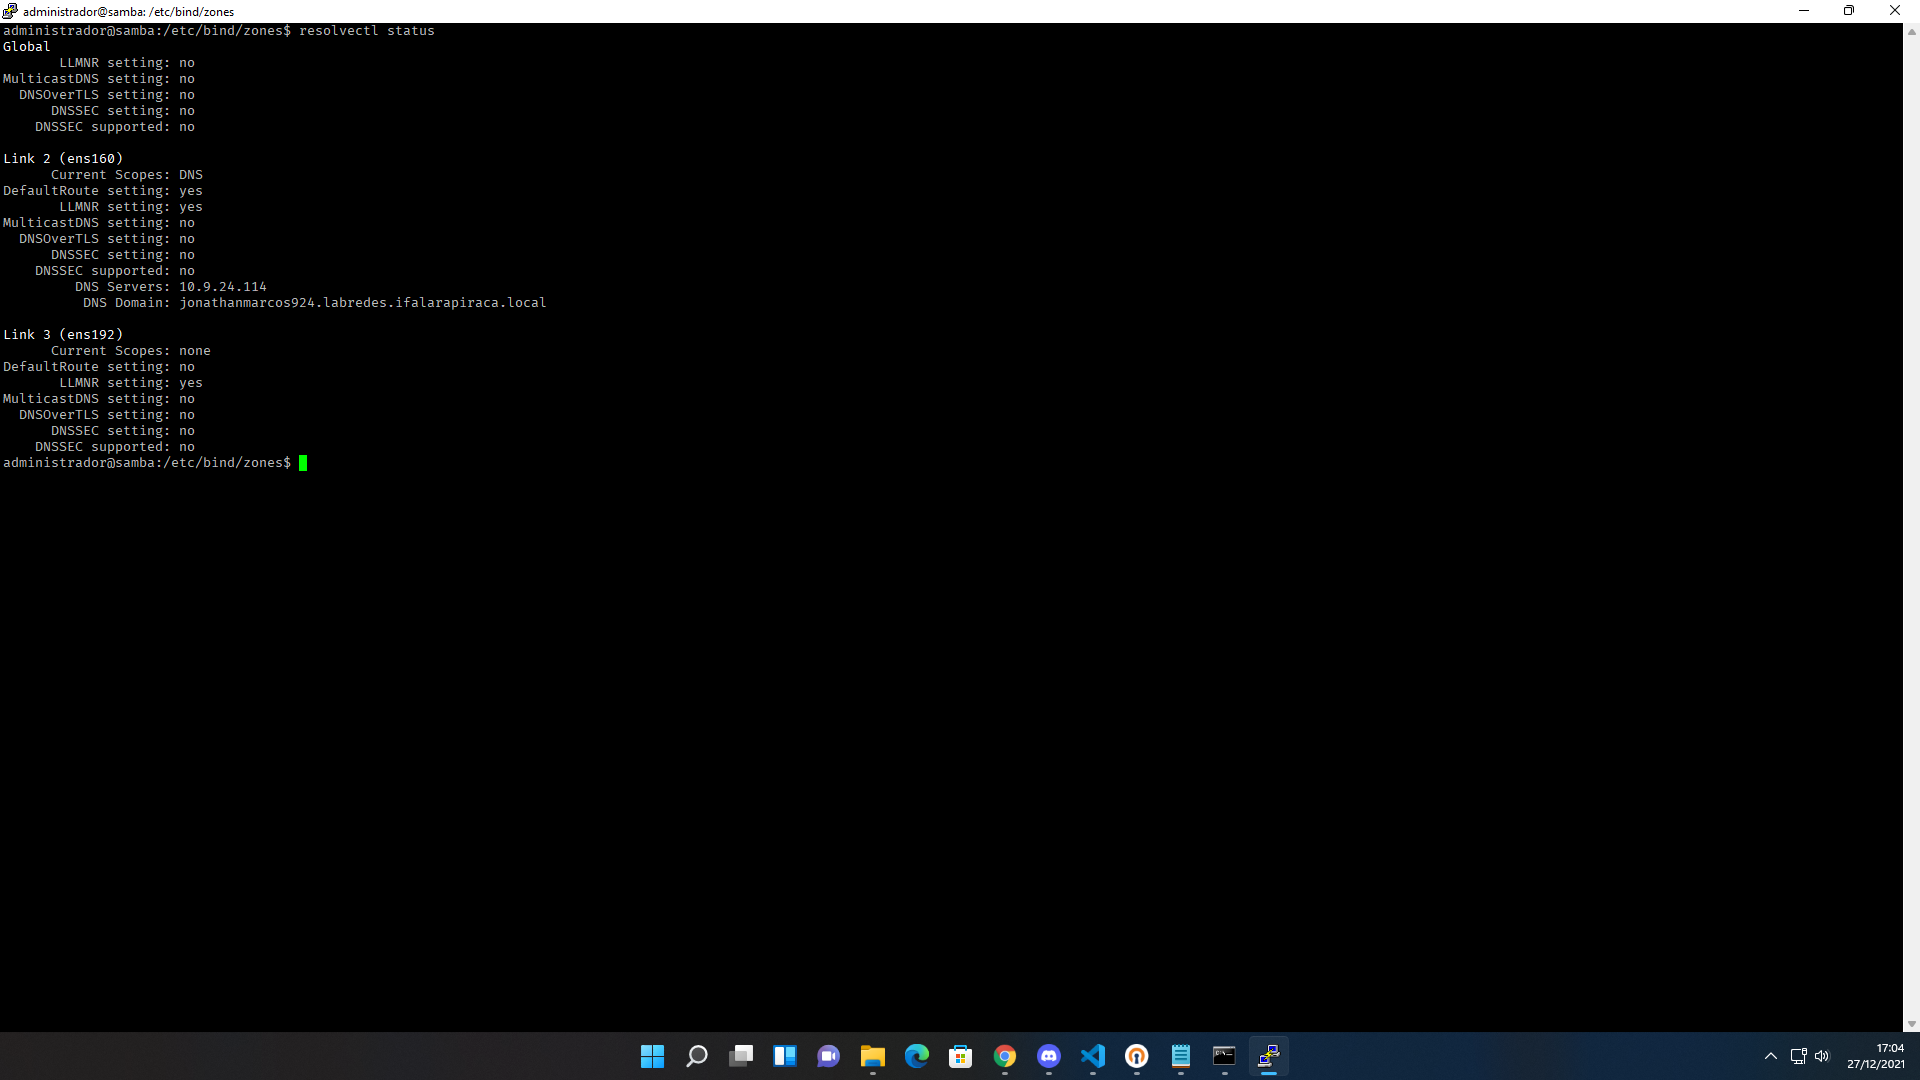 administrador@samba: /etc/bind/zones
administrador@samba:/etc/bind/zones$ resolvectl status
Global
LLMNR setting: no
MulticastDNS setting: no
DNSOverTLS setting: no
DNSSEC setting: no
DNSSEC supported: no
Link 2 (ens160)
Current Scopes: DNS
DefaultRoute setting: yes
LLMNR setting: yes
MulticastDNS setting: no
DNSOverTLS setting: no
DNSSEC setting: no
DNSSEC supported: no
DNS Servers: 10.9.24.114
DNS Domain: jonathanmarcos924.labredes.ifalarapiraca.local
Link 3 (ens192)
Current Scopes: none
DefaultRoute setting: no
LLMNR setting: yes
MulticastDNS setting: no
DNSOverTLS setting: no
DNSSEC setting: no
DNSSEC supported: no
administrador@samba:/etc/bind/zones$
17:04
27/12/2021